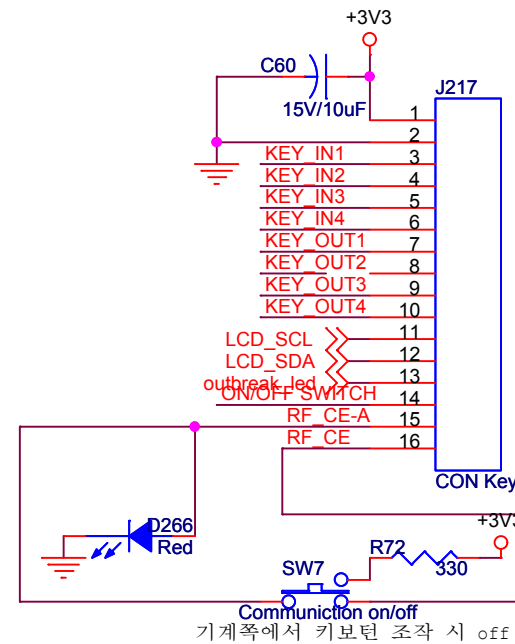 +3V3
C60
15V/10uF
J217
1
2
KEY_IN1 3
KEY_IN2 4
KEY_IN3 5
KEY_IN4 6
KEY_OUT1 7
KEY_OUT2 8
KEY_OUT3 9
KEY_OUT4 10
LCD_SCL 11
LCD_SDA 12
outbreak_led 13
ON/OFF SWITCH 14
RF_CE-A 15
RF_CE 16
CON Key
D266
Red
+3V3
R72
330
SW7
Communiction on/off
기계쪽에서 키보턴 조작 시 off